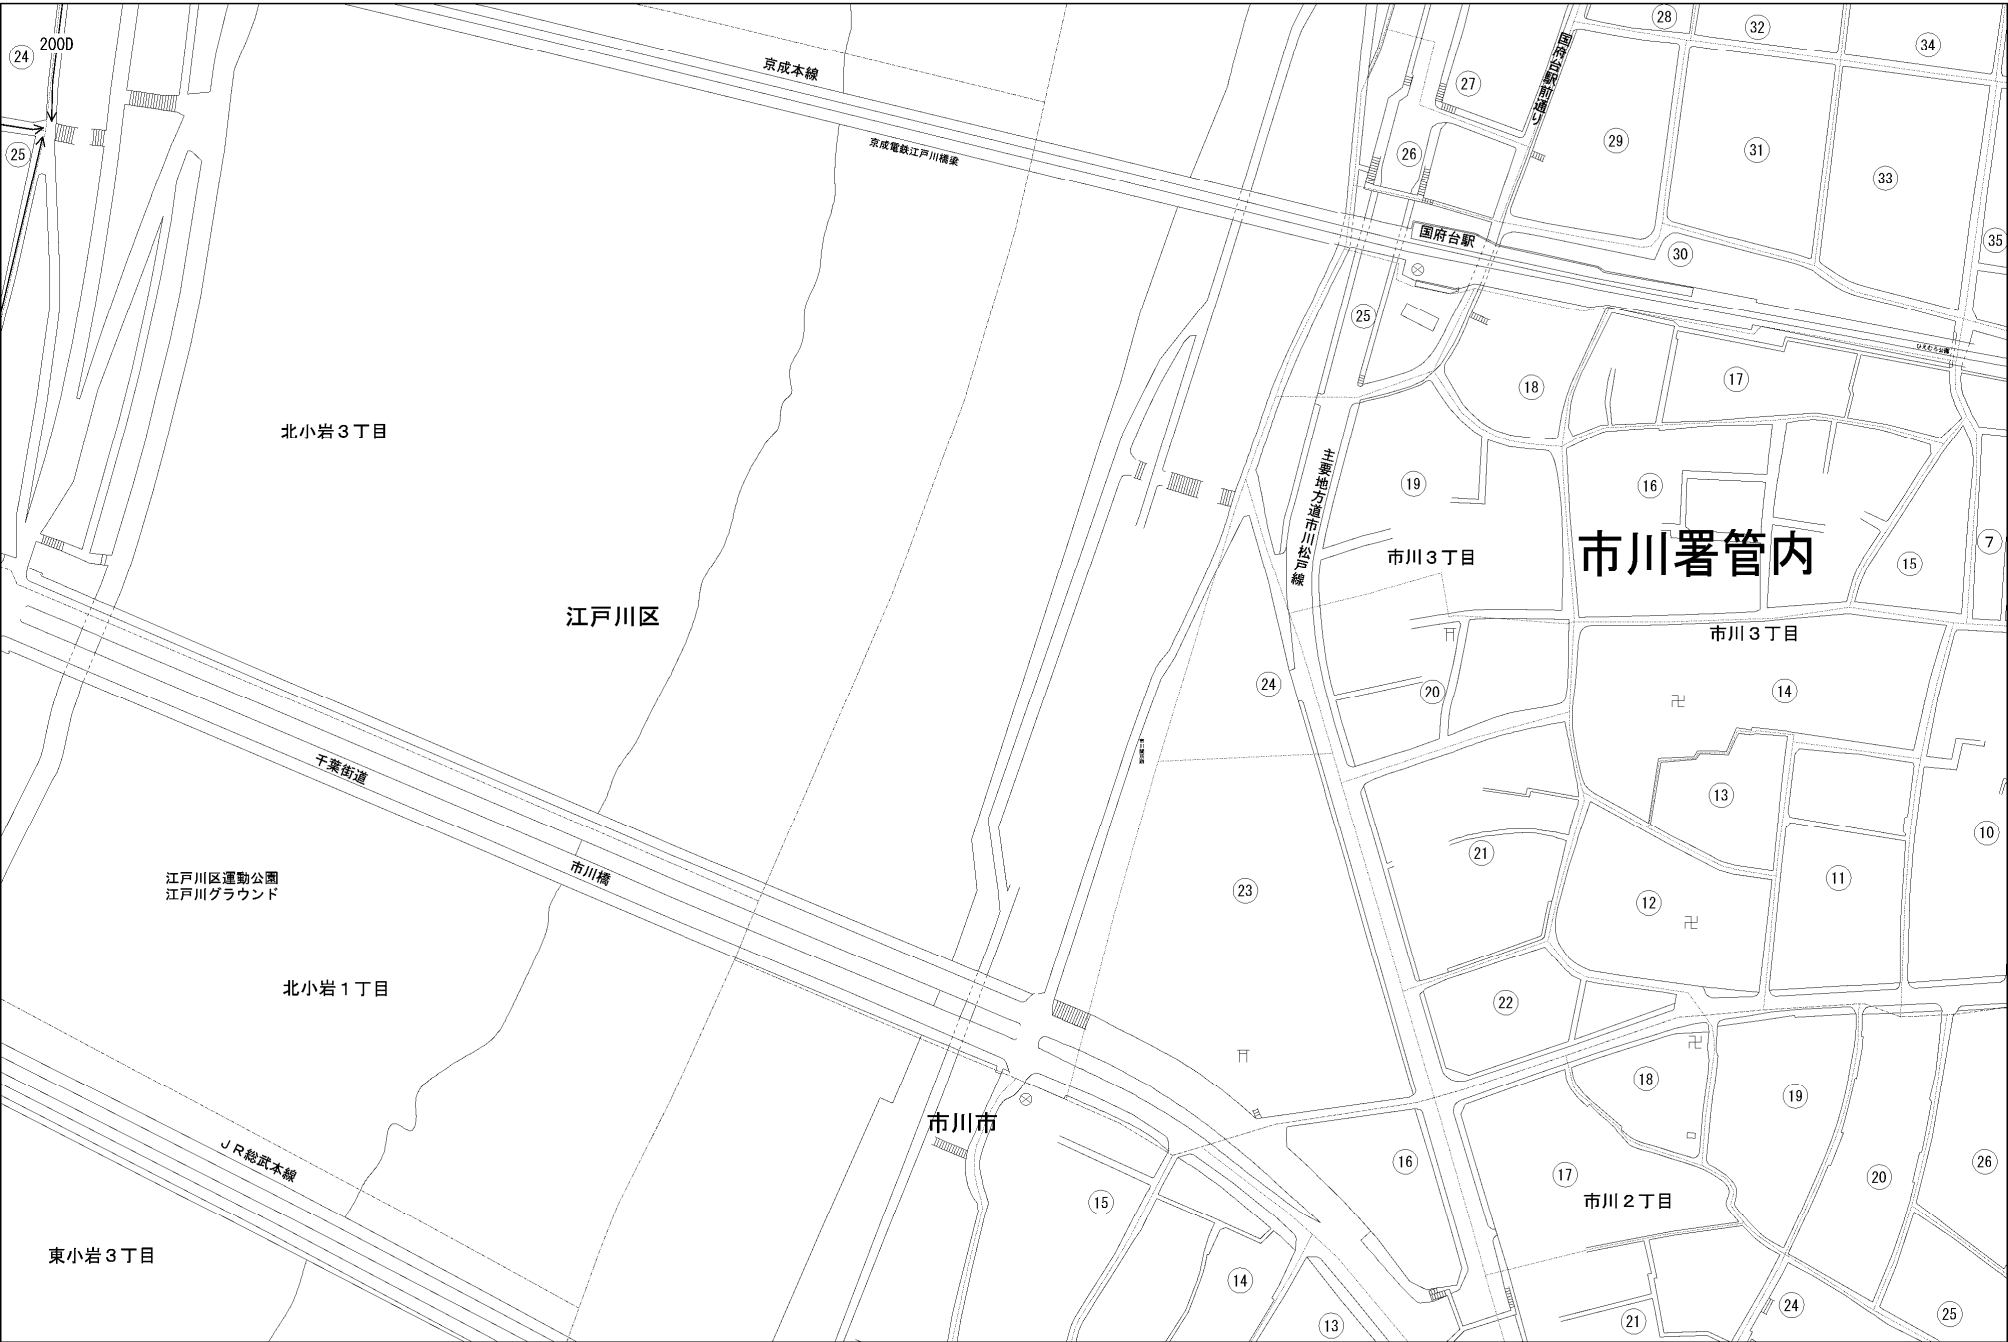 24
200D
京成本線
27
国府台駅前通り
28
32
34
25
京成電鉄江戸川橋梁
26
29
31
33
国府台駅
30
35
25
18
17
ひえむろ公園
北小岩３丁目
19
16
主要地方道市川松戸線
市川３丁目
市川署管内
15
7
江戸川区
市川３丁目
24
20
14
千葉街道
13
10
市川橋
21
11
江戸川区運動公園
江戸川グラウンド
23
12
北小岩１丁目
22
18
19
市川市
ＪＲ総武本線
16
17
20
26
15
市川２丁目
東小岩３丁目
14
13
21
24
25